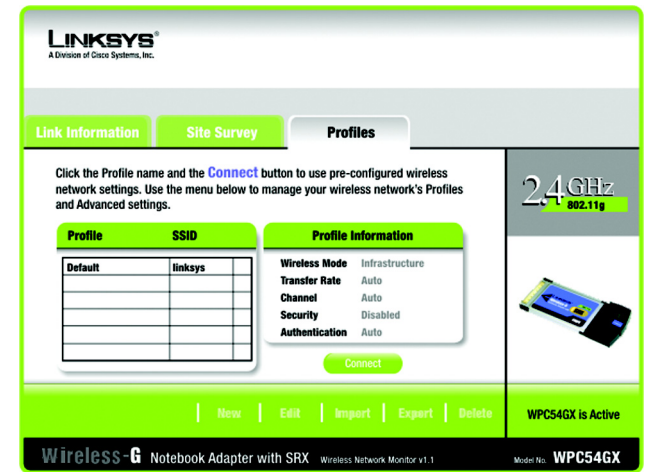 LINKSYS®
A Division of Cisco Systems, Inc.
Link Information
Site Survey
Profiles
Click the Profile name and the Connect button to use pre-configured wireless
network settings. Use the menu below to manage your wireless network's Profiles
and Advanced settings.
2,4GHz
802.11g
Profile SSID
Default linksys
Profile Information
Wireless Mode Infrastructure
Transfer Rate Auto
Channel Auto
Security Disabled
Authentication Auto
Connect
New Edit Import Export Delete
WPC54GX is Active
Wireless-G Notebook Adapter with SRX Wireless Network Monitor v1.1
Model No. WPC54GX